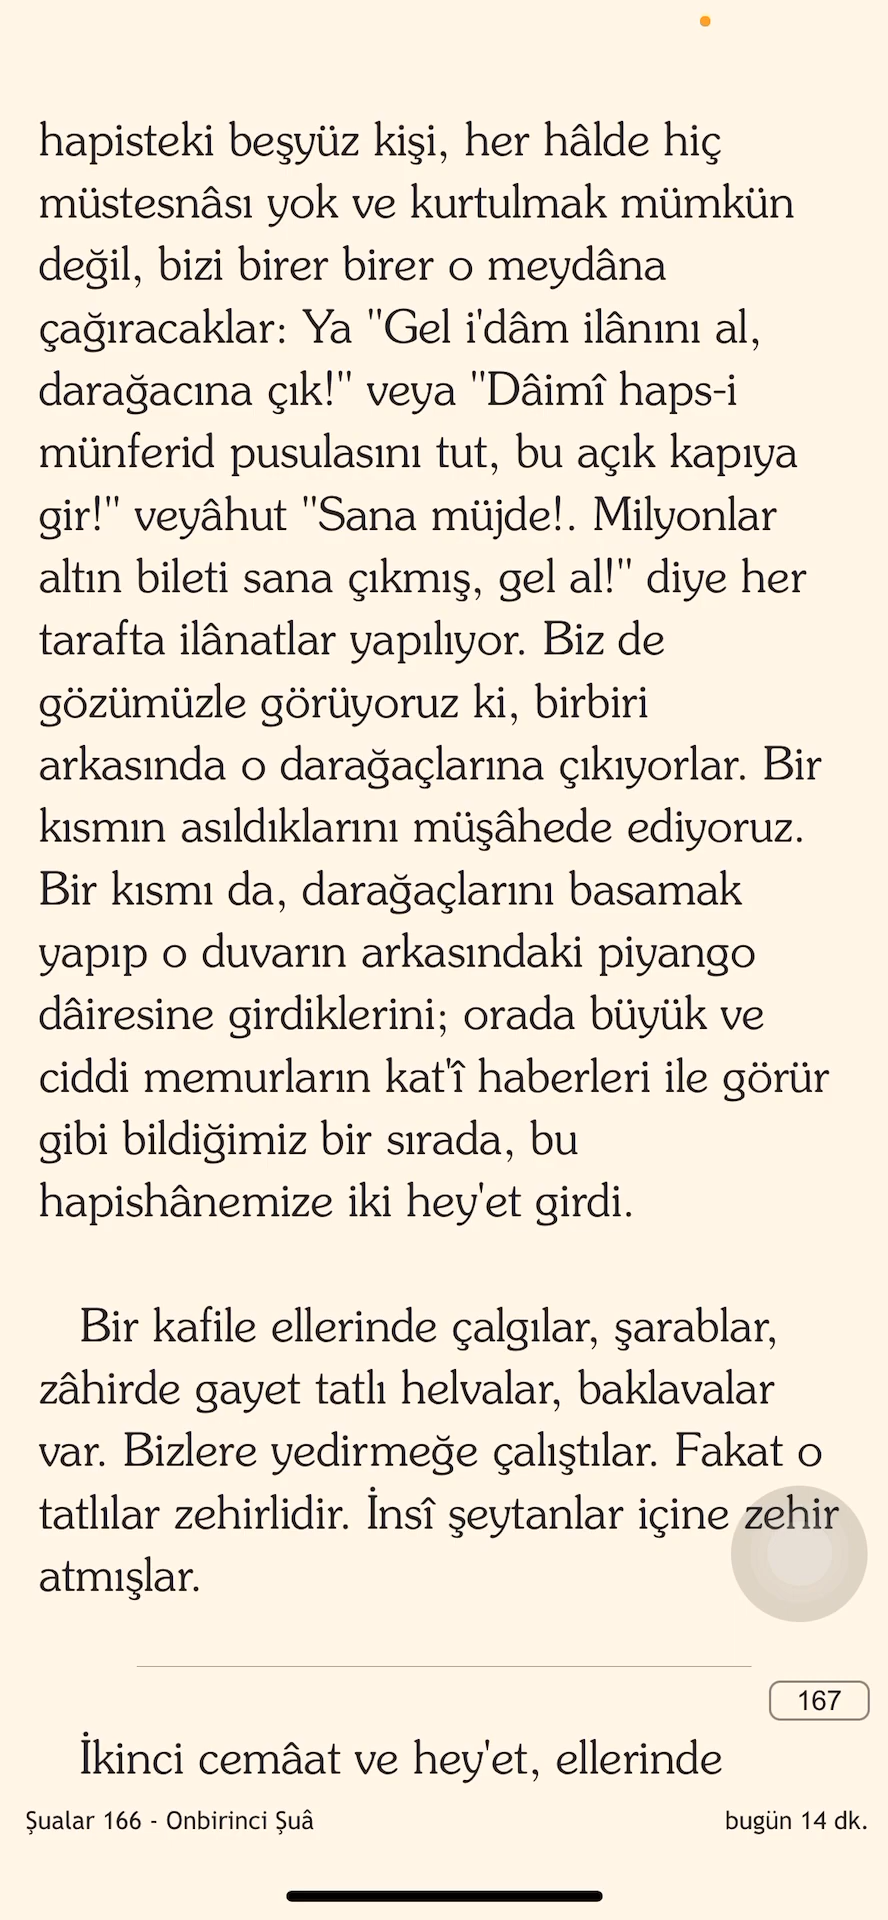 hapisteki beşyüz kişi, her hâlde hiç
müstesnâsı yok ve kurtulmak mümkün
değil, bizi birer birer o meydâna
çağıracaklar: Ya "Gel i'dâm ilânını al,
darağacına çık!" veya "Dâimî haps-i
münferid pusulasını tut, bu açık kapıya
gir!" veyâhut "Sana müjde!. Milyonlar
altın bileti sana çıkmış, gel al!" diye her
tarafta ilânatlar yapılıyor. Biz de
gözümüzle görüyoruz ki, birbiri
arkasında o darağaçlarına çıkıyorlar. Bir
kısmın asıldıklarını müşâhede ediyoruz.
Bir kısmı da, darağaçlarını basamak
yapıp o duvarın arkasındaki piyango
dâiresine girdiklerini; orada büyük ve
ciddi memurların kat'î haberleri ile görür
gibi bildiğimiz bir sırada, bu
hapishânemize iki hey'et girdi.
Bir kafile ellerinde çalgılar, şarablar,
zâhirde gayet tatlı helvalar, baklavalar
var. Bizlere yedirmeğe çalıştılar. Fakat o
tatlılar zehirlidir. İnsî şeytanlar içine zehir
atmışlar.
167
İkinci cemâat ve hey'et, ellerinde
Şualar 166 - Onbirinci Şuâ
bugün 14 dk.